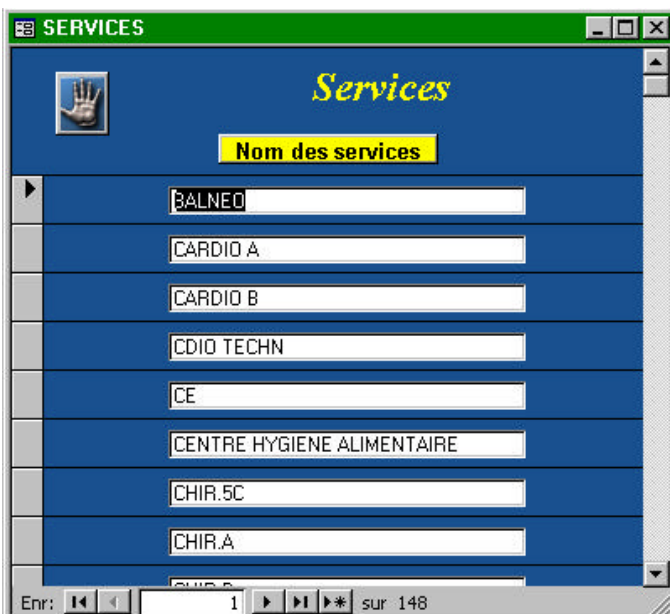 SERVICES
Services
Nom des services
BALNEO
CARDIO A
CARDIO B
CDIO TECHN
CE
CENTRE HYGIENE ALIMENTAIRE
CHIR.5C
CHIR.A
Enr: 1 sur 148